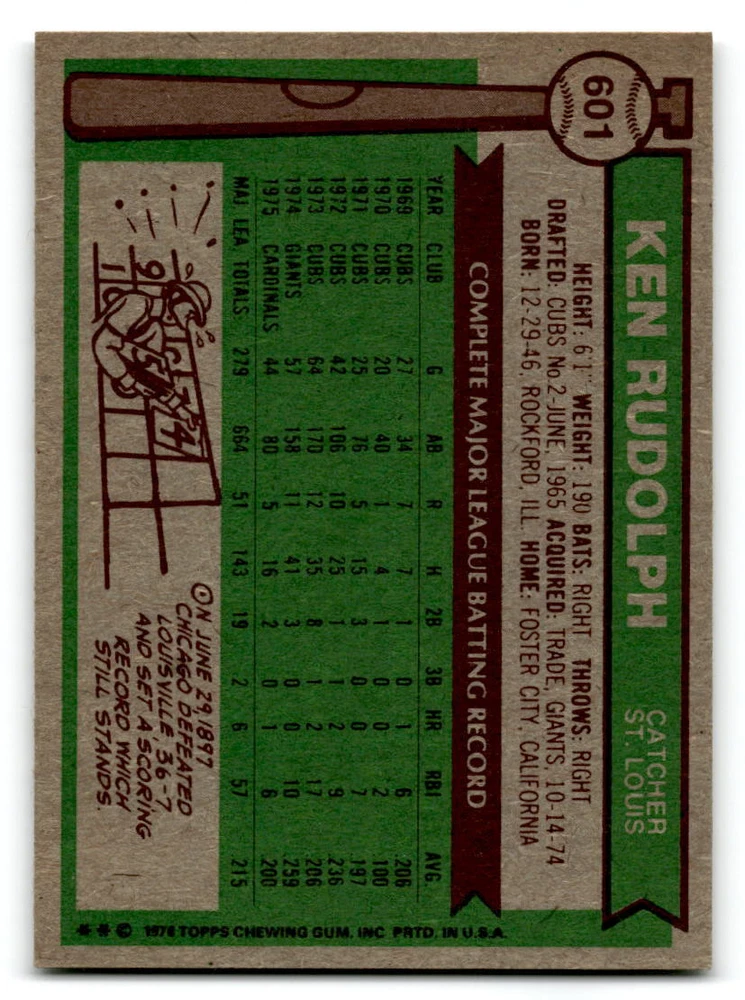 601
KEN RUDOLPH
CATCHER
ST. LOUIS
HEIGHT: 6'1" WEIGHT: 190 BATS: RIGHT THROWS: RIGHT
DRAFTED: CUBS No. 2-JUNE, 1965 ACQUIRED: TRADE, GIANTS, 10-14-74
BORN: 12-29-46, ROCKFORD, ILL. HOME: FOSTER CITY, CALIFORNIA
COMPLETE MAJOR LEAGUE BATTING RECORD
YEAR CLUB G AB R H 2B 3B HR RBI AVG.
1969 CUBS 27 34 7 7 1 0 1 6 206
1970 CUBS 20 40 1 4 1 0 0 2 100
1971 CUBS 25 76 5 15 3 0 0 7 197
1972 CUBS 42 106 10 25 1 1 2 9 236
1973 CUBS 64 170 12 35 8 1 2 17 206
1974 GIANTS 57 158 11 41 3 0 0 10 259
1975 CARDINALS 44 80 5 16 2 0 1 6 200
MAJ. LEA. TOTALS 279 664 51 143 19 2 6 57 215
ON JUNE 29, 1897
CHICAGO DEFEATED
LOUISVILLE, 36-7
AND SET A SCORING
RECORD WHICH
STILL STANDS.
* * © 1976 TOPPS CHEWING GUM, INC. PRTD. IN U.S.A.